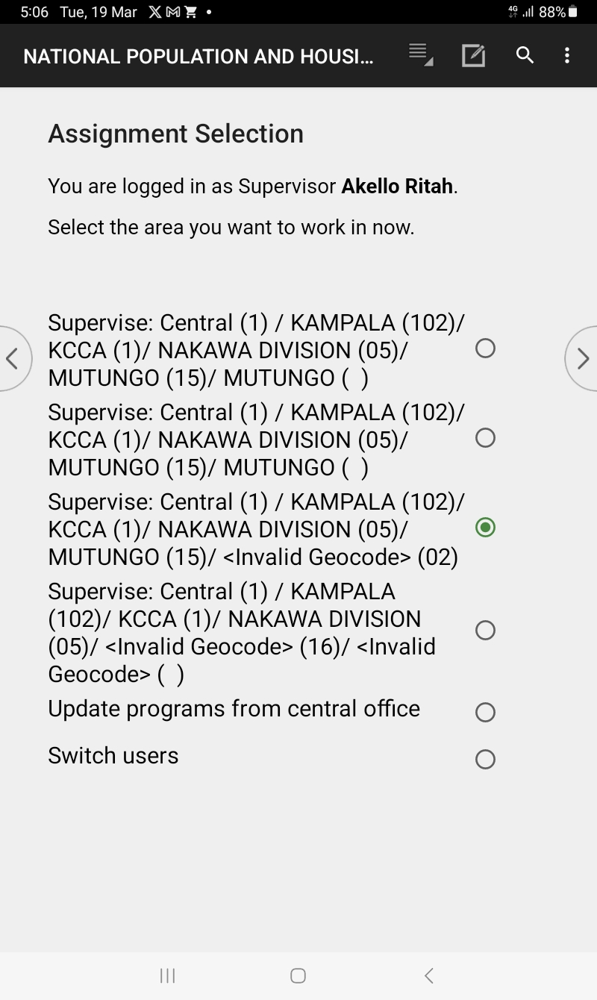 5:06 Tue, 19 Mar
4G 88%
NATIONAL POPULATION AND HOUSI...
Assignment Selection
You are logged in as Supervisor Akello Ritah.
Select the area you want to work in now.
Supervise: Central (1) / KAMPALA (102)/
KCCA (1)/ NAKAWA DIVISION (05)/
MUTUNGO (15)/ MUTUNGO (  )
Supervise: Central (1) / KAMPALA (102)/
KCCA (1)/ NAKAWA DIVISION (05)/
MUTUNGO (15)/ MUTUNGO (  )
Supervise: Central (1) / KAMPALA (102)/
KCCA (1)/ NAKAWA DIVISION (05)/
MUTUNGO (15)/ <Invalid Geocode> (02)
Supervise: Central (1) / KAMPALA
(102)/ KCCA (1)/ NAKAWA DIVISION
(05)/ <Invalid Geocode> (16)/ <Invalid
Geocode> (  )
Update programs from central office
Switch users